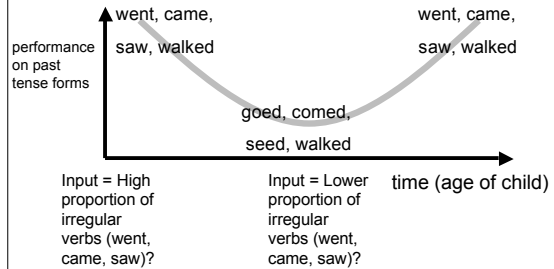 went, came,
saw, walked
went, came,
saw, walked
performance
on past
tense forms
goed, comed,
seed, walked
Input = High
proportion of
irregular
verbs (went,
came, saw)?
Input = Lower
proportion of
irregular
verbs (went,
came, saw)?
time (age of child)